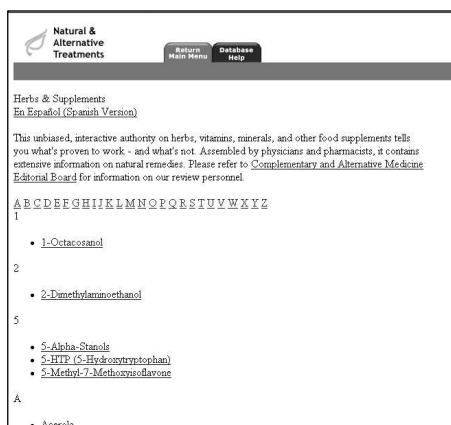 Natural &
Alternative
Treatments
Return
Main Menu
Database
Help
Herbs & Supplements
En Español (Spanish Version)
This unbiased, interactive authority on herbs, vitamins, minerals, and other food supplements tells
you what's proven to work - and what's not. Assembled by physicians and pharmacists, it contains
extensive information on natural remedies. Please refer to Complementary and Alternative Medicine
Editorial Board for information on our review personnel.
A B C D E F G H I J K L M N O P Q R S T U V W X Y Z
1
• 1-Octacosanol
2
• 2-Dimethylaminoethanol
5
• 5-Alpha-Stanols
• 5-HTP (5-Hydroxytryptophan)
• 5-Methyl-7-Methoxyisoflavone
A
• Acerola